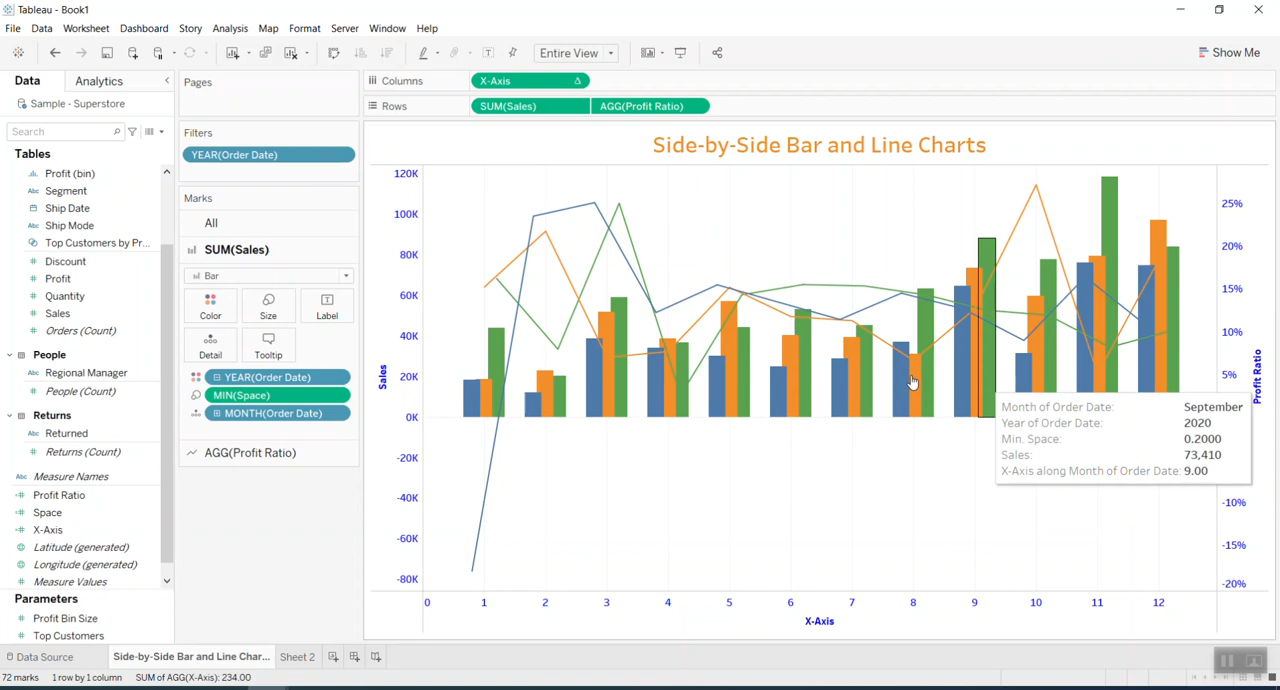 Tableau - Book1
File Data Worksheet Dashboard Story Analysis Map Format Server Window Help
Entire View
Show Me
Data Analytics
Sample - Superstore
Search
Tables
Profit (bin)
Abc Segment
Ship Date
Abc Ship Mode
Top Customers by Pr...
# Discount
# Profit
# Quantity
# Sales
# Orders (Count)
People
Abc Regional Manager
# People (Count)
Returns
Abc Returned
# Returns (Count)
Abc Measure Names
=# Profit Ratio
=# Space
=# X-Axis
Latitude (generated)
Longitude (generated)
# Measure Values
Parameters
# Profit Bin Size
# Top Customers
Pages
Filters
YEAR(Order Date)
Marks
All
SUM(Sales)
Bar
Color Size Label
Detail Tooltip
YEAR(Order Date)
MIN(Space)
MONTH(Order Date)
AGG(Profit Ratio)
Columns X-Axis Δ
Rows SUM(Sales) AGG(Profit Ratio)
Side-by-Side Bar and Line Charts
120K
100K
80K
60K
40K
20K
0K
-20K
-40K
-60K
-80K
Sales
25%
20%
15%
10%
5%
-10%
-15%
-20%
Profit Ratio
Month of Order Date: September
Year of Order Date: 2020
Min. Space: 0.2000
Sales: 73,410
X-Axis along Month of Order Date: 9.00
0 1 2 3 4 5 6 7 8 9 10 11 12
X-Axis
Data Source Side-by-Side Bar and Line Char... Sheet 2
72 marks 1 row by 1 column SUM of AGG(X-Axis): 234.00